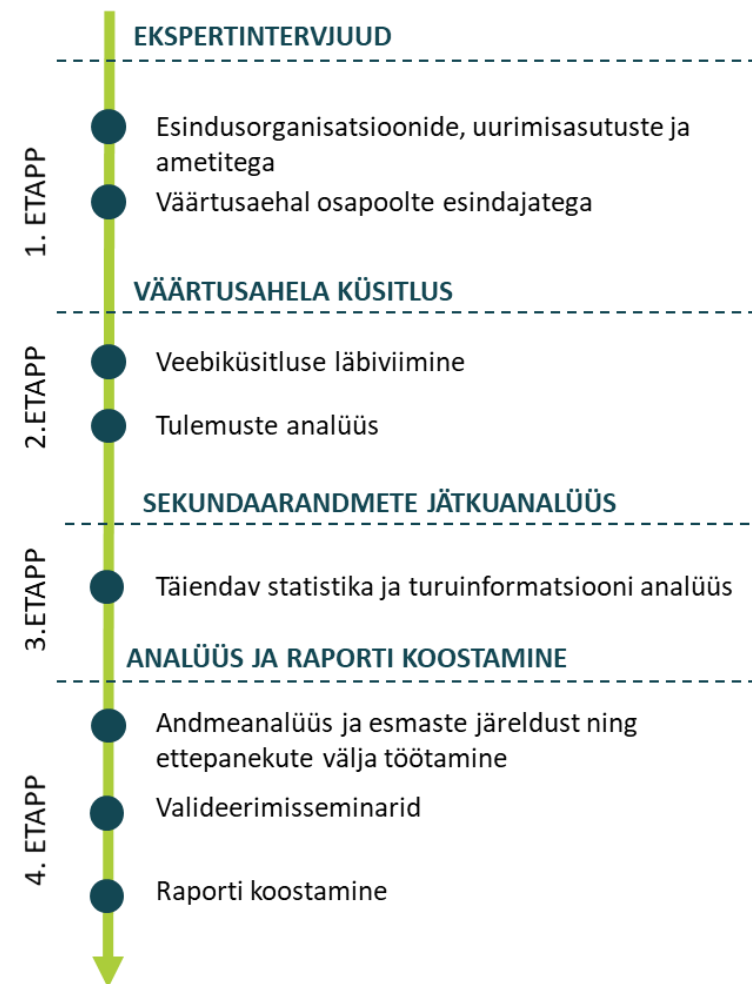 EKSPERTINTERVJUUD
1. ETAPP
Esindusorganisatsioonide, uurimisasutuste ja
ametitega
Väärtusaehal osapoolte esindajatega
VÄÄRTUSAHELA KÜSITLUS
2.ETAPP
Veebiküsitluse läbiviimine
Tulemuste analüüs
SEKUNDAARANDMETE JÄTKUANALÜÜS
3.ETAPP
Täiendav statistika ja turuinformatsiooni analüüs
ANALÜÜS JA RAPORTI KOOSTAMINE
4. ETAPP
Andmeanalüüs ja esmaste järeldust ning
ettepanekute välja töötamine
Valideerimisseminarid
Raporti koostamine